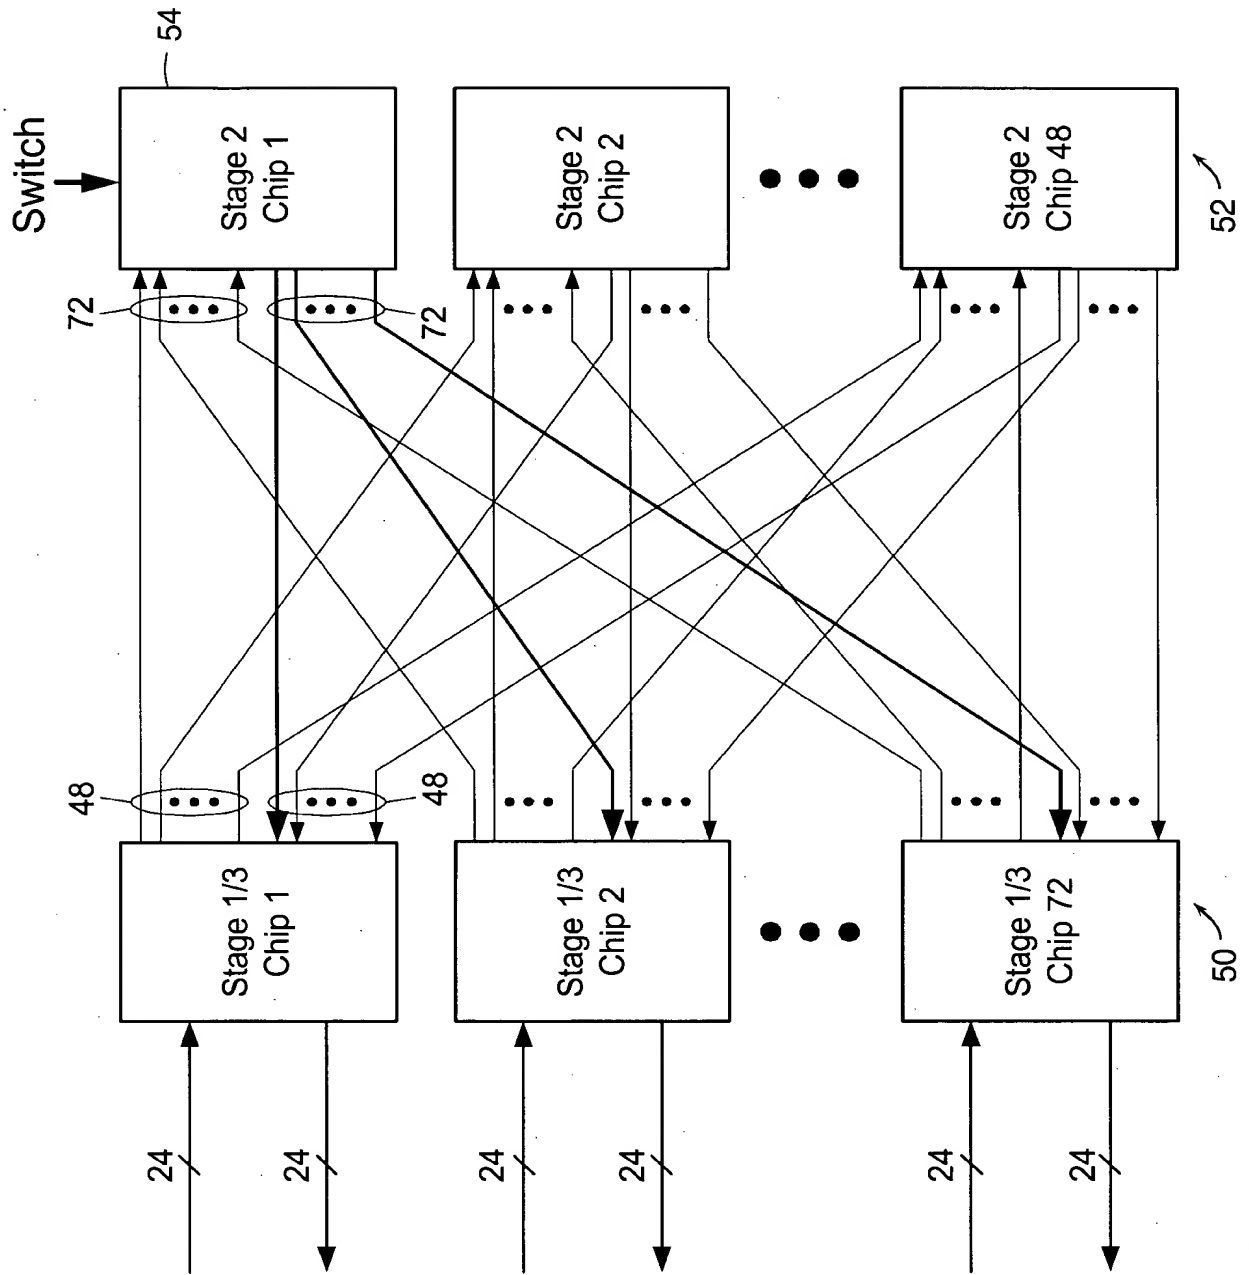 Switch
54
Stage 2
Chip 1
Stage 2
Chip 2
Stage 2
Chip 48
52
72
72
48
48
Stage 1/3
Chip 1
Stage 1/3
Chip 2
Stage 1/3
Chip 72
50
24
24
24
24
24
24